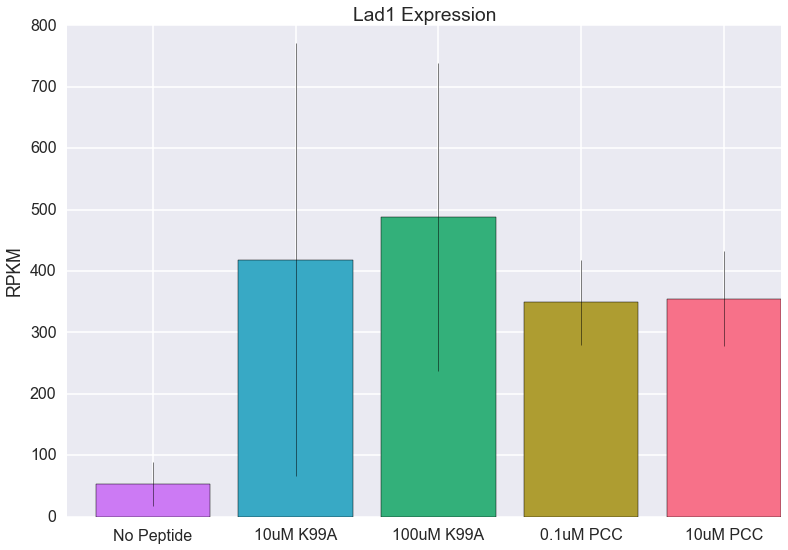 Lad1 Expression
800
700
600
500
400
300
200
100
0
RPKM
No Peptide
10uM K99A
100uM K99A
0.1uM PCC
10uM PCC